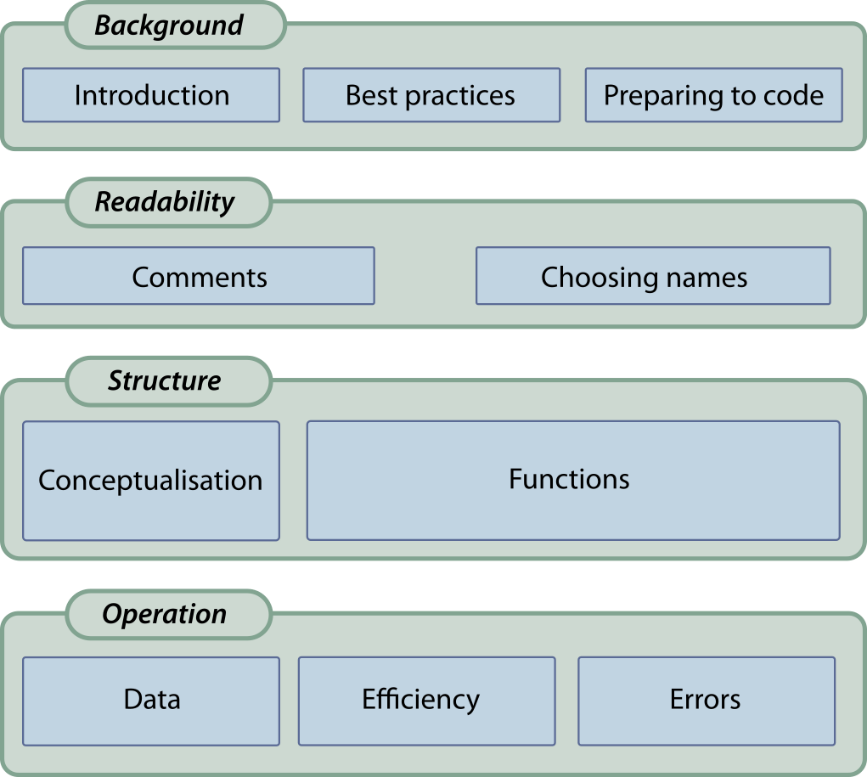 Background
Introduction
Best practices
Preparing to code
Readability
Comments
Choosing names
Structure
Conceptualisation
Functions
Operation
Data
Efficiency
Errors